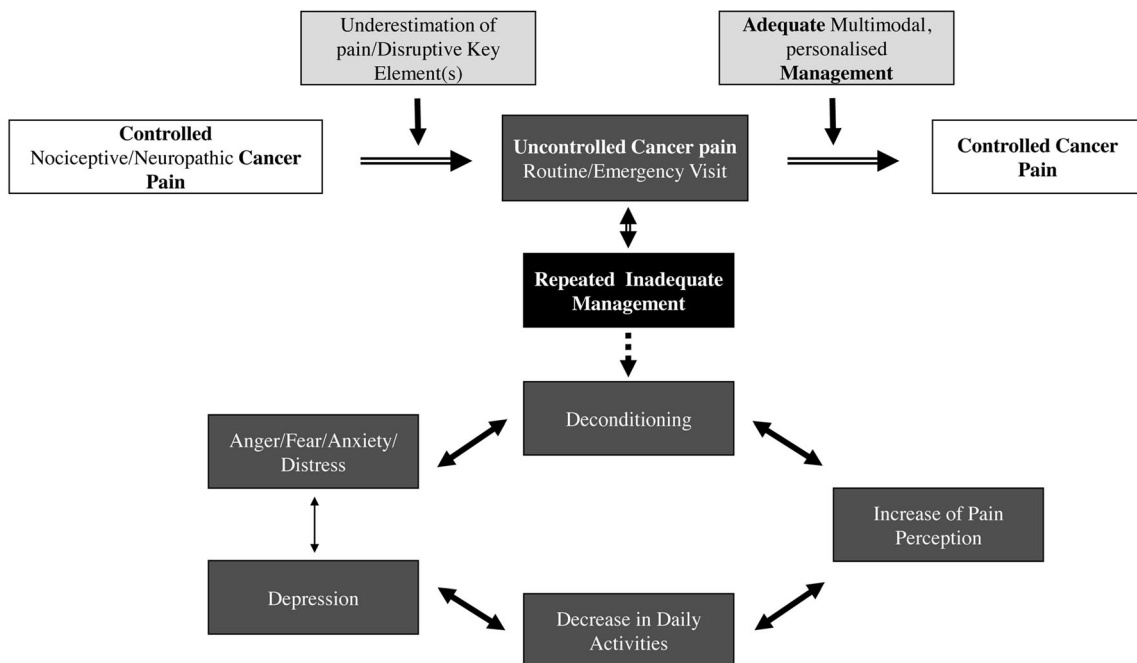 Underestimation of
pain/Disruptive Key
Element(s)
Adequate Multimodal,
personalised
Management
Controlled
Nociceptive/Neuropathic Cancer
Pain
Uncontrolled Cancer pain
Routine/Emergency Visit
Controlled Cancer
Pain
Repeated Inadequate
Management
Deconditioning
Anger/Fear/Anxiety/
Distress
Increase of Pain
Perception
Depression
Decrease in Daily
Activities